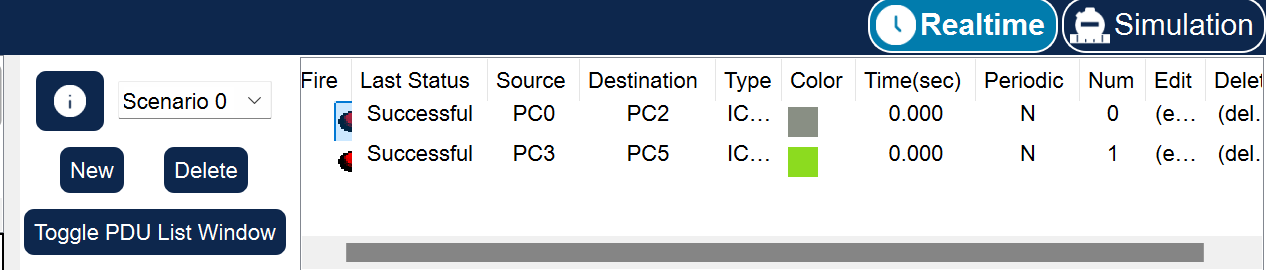 Realtime Simulation
Fire Last Status Source Destination Type Color Time(sec) Periodic Num Edit Delet
Scenario 0
Successful PC0 PC2 IC... 0.000 N 0 (e... (del...
Successful PC3 PC5 IC... 0.000 N 1 (e... (del...
New Delete
Toggle PDU List Window